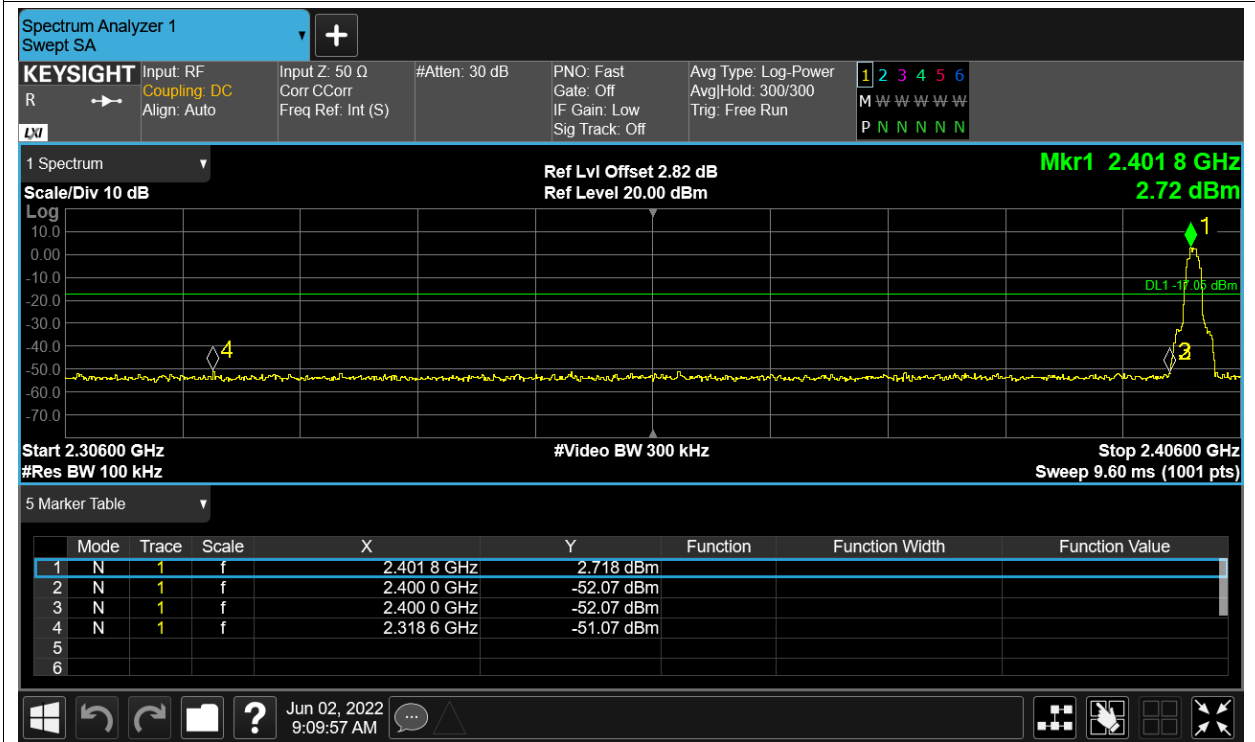 Spectrum Analyzer 1
Swept SA
+
KEYSIGHT
R
LXI
Input: RF
Coupling: DC
Align: Auto
Input Z: 50 Ω
Corr CCorr
Freq Ref: Int (S)
#Atten: 30 dB
PNO: Fast
Gate: Off
IF Gain: Low
Sig Track: Off
Avg Type: Log-Power
Avg|Hold: 300/300
Trig: Free Run
1 2 3 4 5 6
M W W W W W
P N N N N N
1 Spectrum
Scale/Div 10 dB
Ref Lvl Offset 2.82 dB
Ref Level 20.00 dBm
Mkr1 2.401 8 GHz
2.72 dBm
Log
10.0
0.00
-10.0
-20.0
-30.0
-40.0
-50.0
-60.0
-70.0
1
DL1 -17.05 dBm
4
3
Start 2.30600 GHz
#Res BW 100 kHz
#Video BW 300 kHz
Stop 2.40600 GHz
Sweep 9.60 ms (1001 pts)
5 Marker Table
Mode Trace Scale X Y Function Function Width Function Value
1 N 1 f 2.401 8 GHz 2.718 dBm
2 N 1 f 2.400 0 GHz -52.07 dBm
3 N 1 f 2.400 0 GHz -52.07 dBm
4 N 1 f 2.318 6 GHz -51.07 dBm
5
6
?
Jun 02, 2022
9:09:57 AM